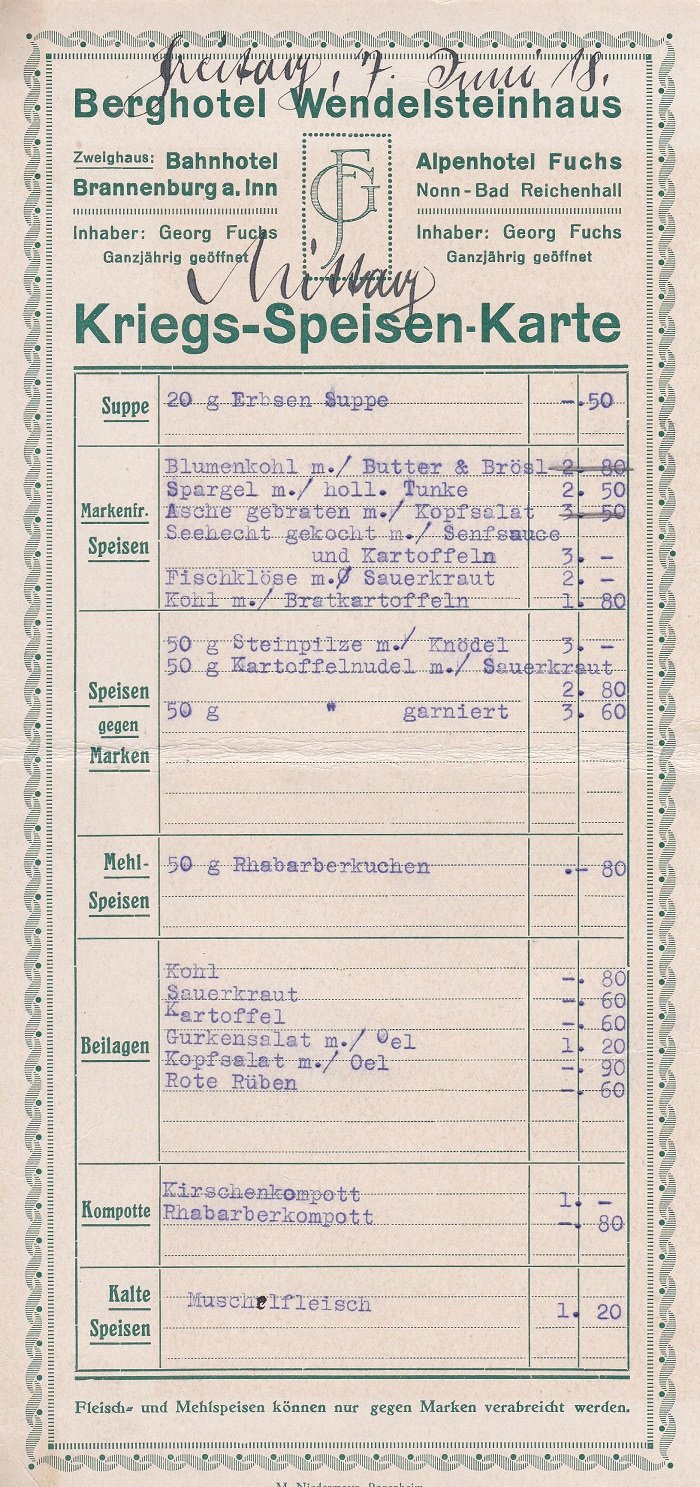 Freitag, 7. Juni 18.
Berghotel Wendelsteinhaus
Zweighaus: Bahnhotel
Brannenburg a. Inn
Inhaber: Georg Fuchs
Ganzjährig geöffnet
GF
Alpenhotel Fuchs
Nonn-Bad Reichenhall
Inhaber: Georg Fuchs
Ganzjährig geöffnet
Mittag
Kriegs-Speisen-Karte
Suppe
20 g Erbsen Suppe -.50
Markenfr.
Speisen
Blumenkohl m./ Butter & Brösl 2. 80
Spargel m./ holl. Tunke 2. 50
Asche gebraten m./ Kopfsalat 3. 50
Seehecht gekocht m./ Senfsauce
und Kartoffeln 3. -
Fischklöse m./ Sauerkraut 2. -
Kohl m./ Bratkartoffeln 1. 80
Speisen
gegen
Marken
50 g Steinpilze m./ Knödel 3. -
50 g Kartoffelnudel m./ Sauerkraut
2. 80
50 g " garniert 3. 60
Mehl-
Speisen
50 g Rhabarberkuchen .- 80
Beilagen
Kohl -. 80
Sauerkraut -. 60
Kartoffel -. 60
Gurkensalat m./ Oel 1. 20
Kopfsalat m./ Oel -. 90
Rote Rüben -. 60
Kompotte
Kirschenkompott 1. -
Rhabarberkompott -. 80
Kalte
Speisen
Muschelfleisch 1. 20
Fleisch- und Mehlspeisen können nur gegen Marken verabreicht werden.